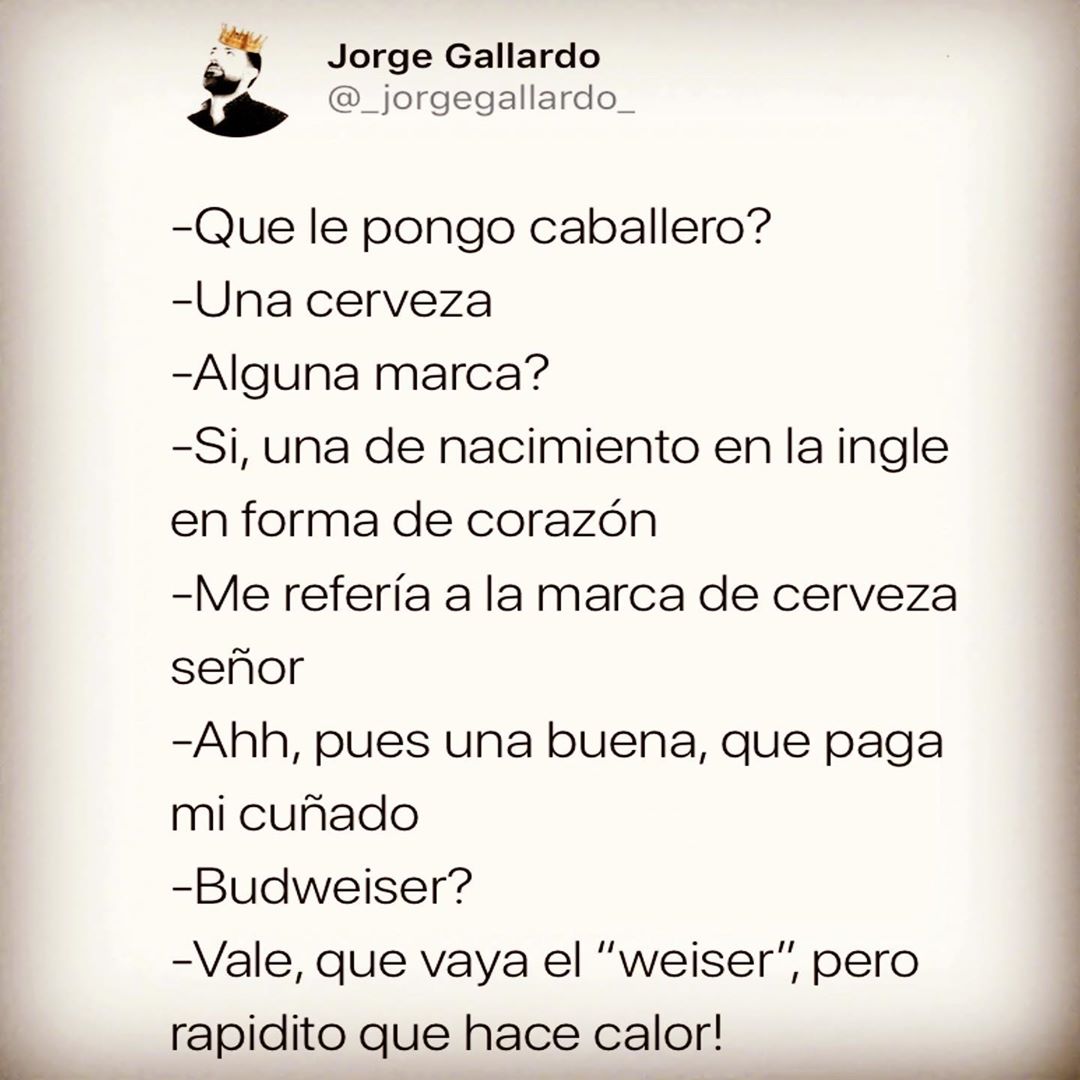 Jorge Gallardo
@_jorgegallardo_
-Que le pongo caballero?
-Una cerveza
-Alguna marca?
-Si, una de nacimiento en la ingle
en forma de corazón
-Me refería a la marca de cerveza
señor
-Ahh, pues una buena, que paga
mi cuñado
-Budweiser?
-Vale, que vaya el “weiser”, pero
rapidito que hace calor!